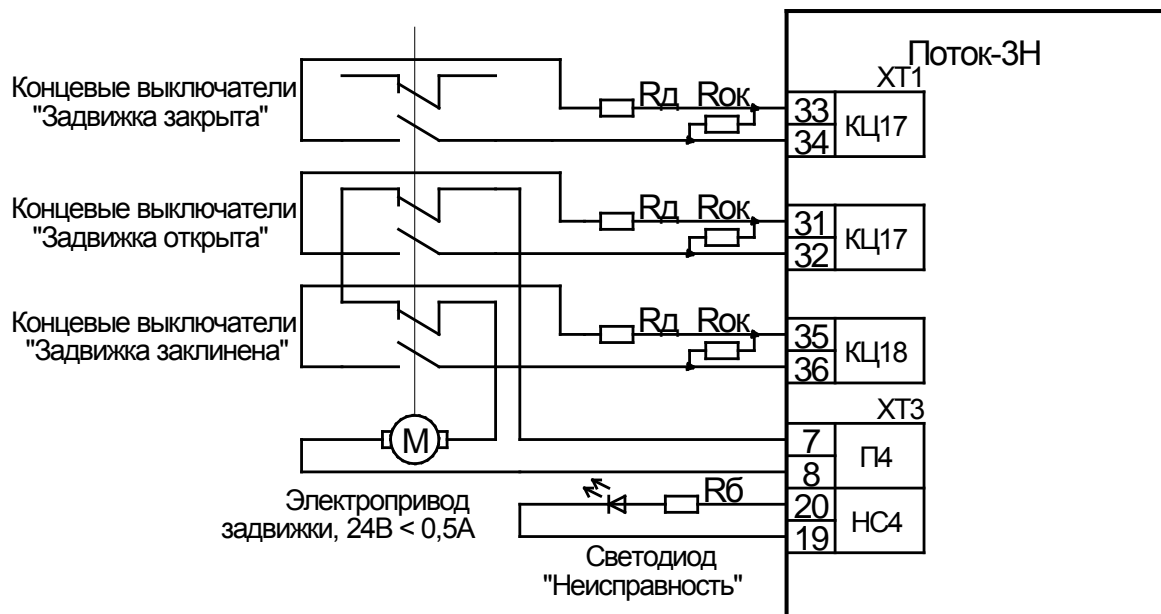 Поток-3Н
XT1
Концевые выключатели
"Задвижка закрыта"
Rд Rок
33
34
КЦ17
Концевые выключатели
"Задвижка открыта"
Rд Rок
31
32
КЦ17
Концевые выключатели
"Задвижка заклинена"
Rд Rок
35
36
КЦ18
XT3
М
7
8
П4
Электропривод
задвижки, 24В < 0,5А
Rб
20
19
НС4
Светодиод
"Неисправность"